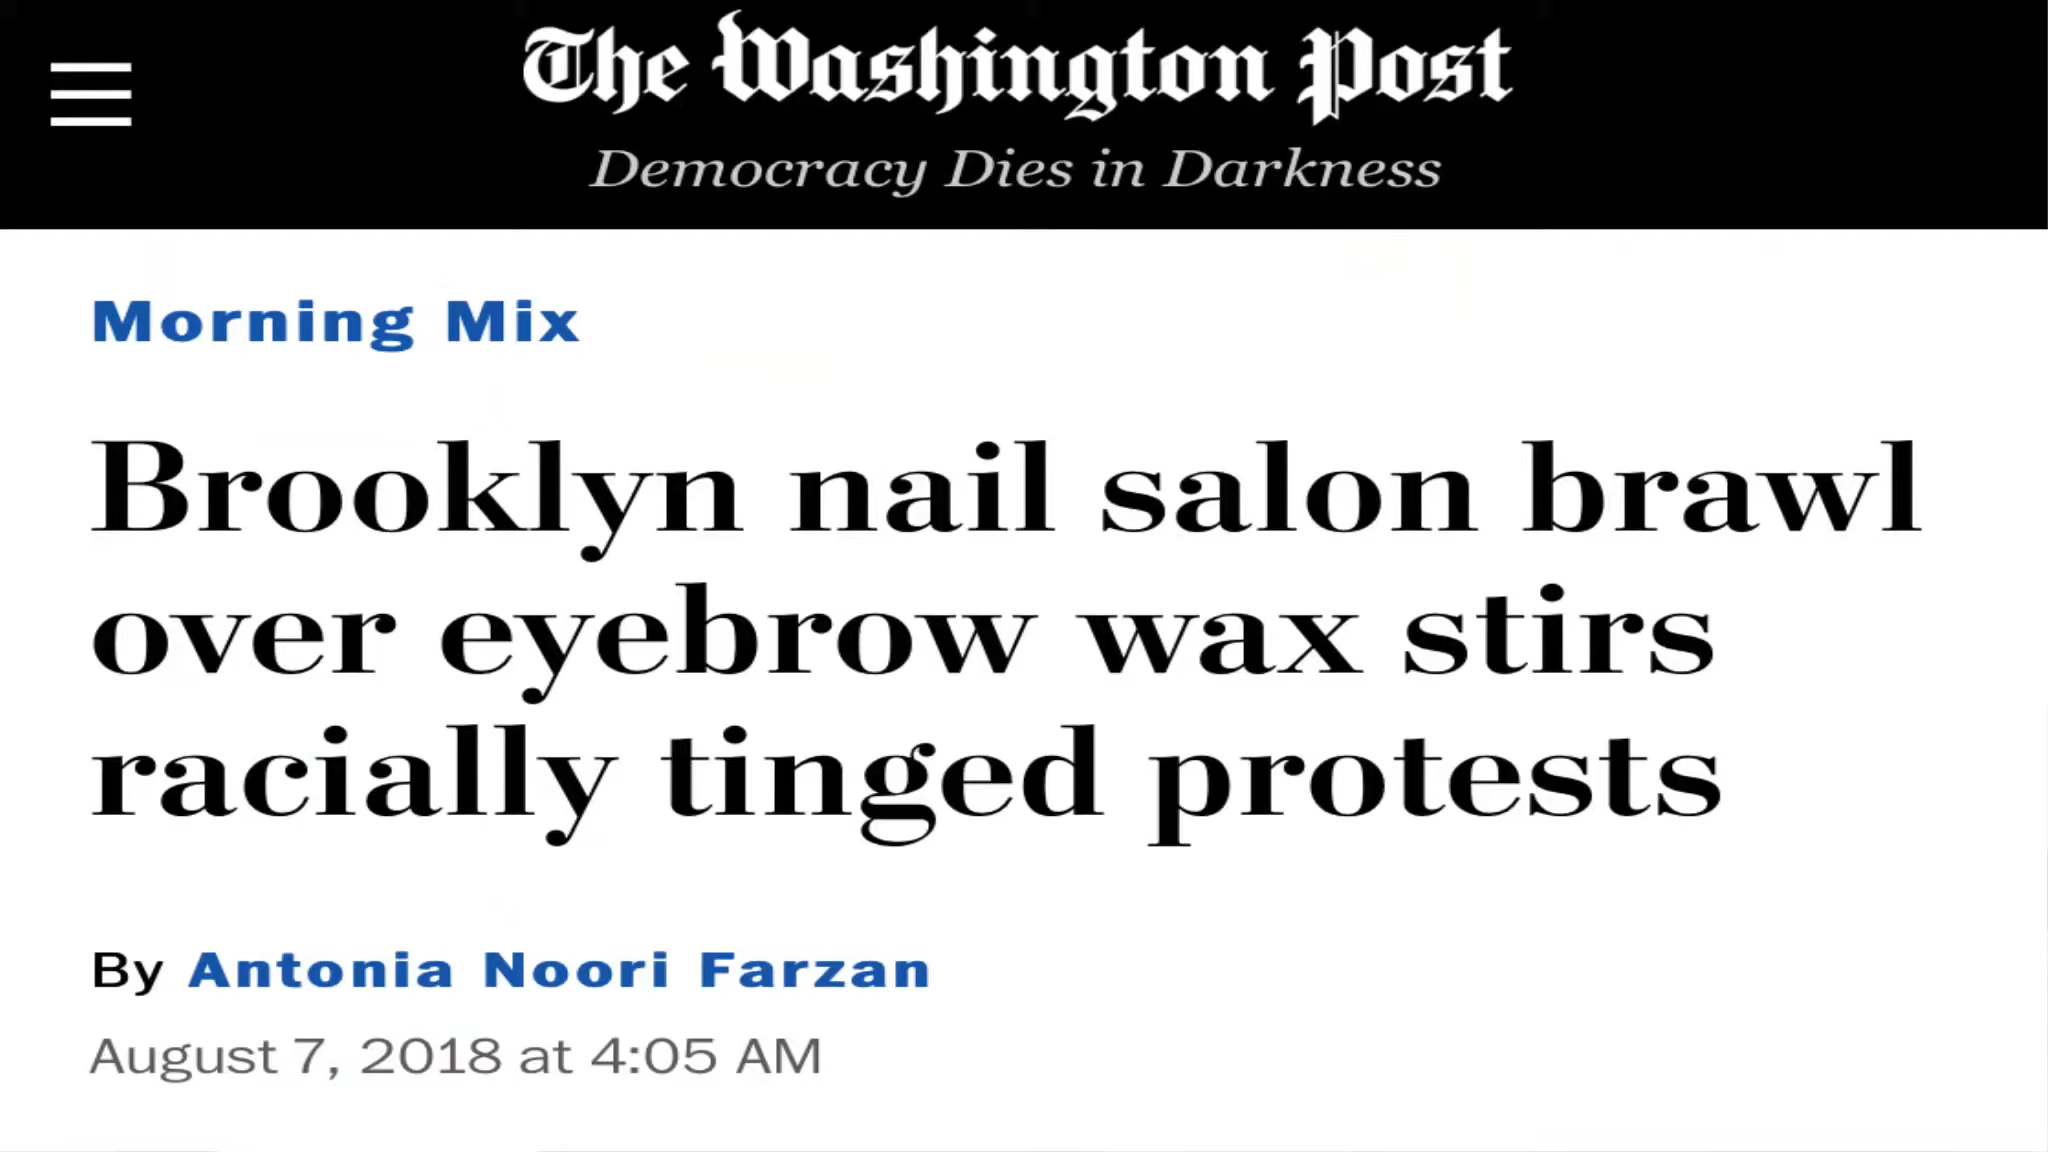 The Washington Post
Democracy Dies in Darkness
Morning Mix
Brooklyn nail salon brawl
over eyebrow wax stirs
racially tinged protests
By Antonia Noori Farzan
August 7, 2018 at 4:05 AM